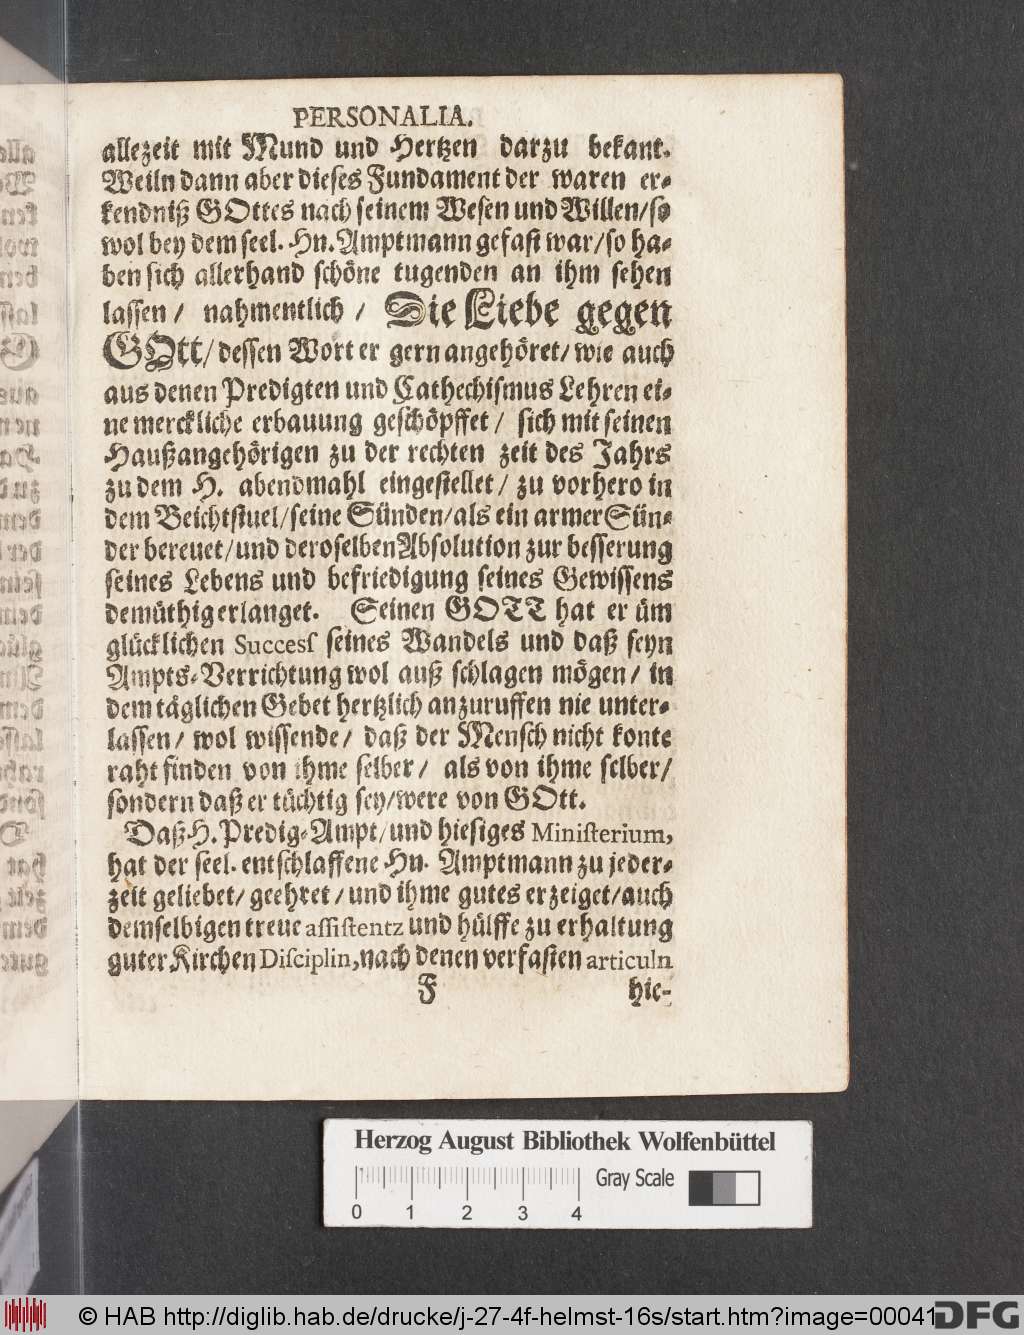 PERSONALIA.
allezeit mit Mund und Hertzen darzu bekant.
Weiln dann aber dieses Fundament der waren er-
kendniß GOttes nach seinem Wesen und Willen/so
wol bey dem seel. Hn. Amptmann gefast war/so ha-
ben sich allerhand schöne tugenden an ihm sehen
lassen/ nahmentlich/ Die Liebe gegen
GOtt/dessen Wort er gern angehöret/wie auch
aus denen Predigten und Cathechismus Lehren ei-
ne merckliche erbauung geschöpffet/ sich mit seinen
Haußangehörigen zu der rechten zeit des Jahrs
zu dem H. abendmahl eingestellet/ zu vorhero in
dem Beichtstuel/seine Sünden/als ein armer Sün-
der bereuet/und deroselben Absolution zur besserung
seines Lebens und befriedigung seines Gewissens
demüthig erlanget. Seinen GOTT hat er üm
glücklichen Succesſ seines Wandels und daß seyn
Ampts-Verrichtung wol auß schlagen mögen/ in
dem täglichen Gebet hertzlich anzuruffen nie unter-
lassen/ wol wissende/ daß der Mensch nicht konte
raht finden von ihme selber/ als von ihme selber/
sondern daß er tüchtig sey/were von GOtt.
Daß H. Predig-Ampt/und hiesiges Miniſterium,
hat der seel. entschlaffene Hn. Amptmann zu jeder-
zeit geliebet/geehret/und ihme gutes erzeiget/auch
demselbigen treue aſſiſtentz und hülffe zu erhaltung
guter Kirchen Diſciplin, nach denen verfasten articuln
F hie-
Herzog August Bibliothek Wolfenbüttel
Gray Scale
0 1 2 3 4
© HAB http://diglib.hab.de/drucke/j-27-4f-helmst-16s/start.htm?image=00041
DFG